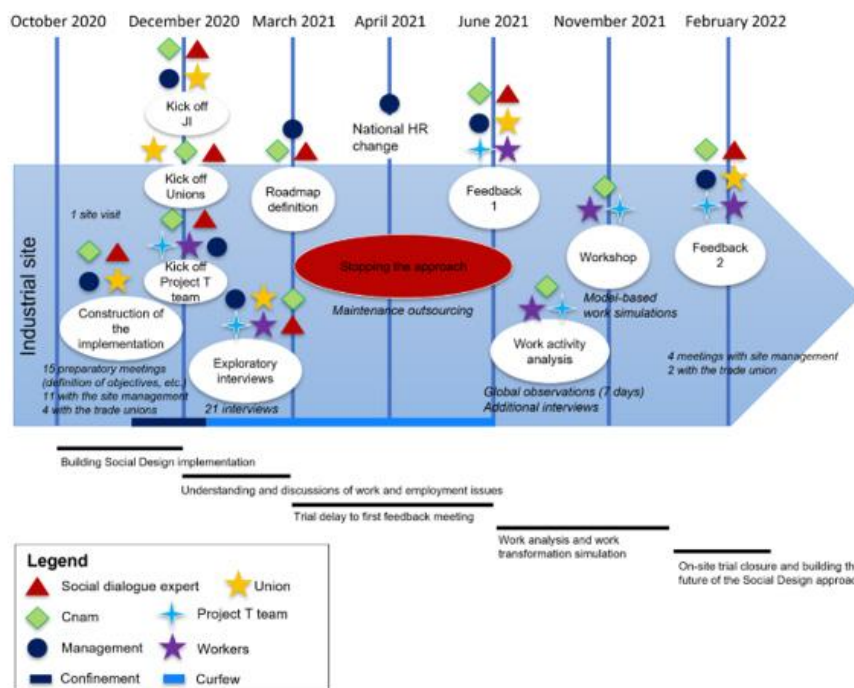 October 2020
December 2020
March 2021
April 2021
June 2021
November 2021
February 2022
Kick off
JI
National HR
change
Kick off
Unions
Roadmap
definition
Feedback
1
1 site visit
Workshop
Feedback
2
Kick off
Project T
team
Stopping the approach
Industrial site
Construction of
the
implementation
Maintenance outsourcing
Model-based
work simulations
Exploratory
interviews
Work activity
analysis
15 preparatory meetings
(definition of objectives, etc.)
11 with the site management
4 with the trade unions
21 interviews
Global observations (7 days)
Additional interviews
4 meetings with site management
2 with the trade union
Building Social Design implementation
Understanding and discussions of work and employment issues
Trial delay to first feedback meeting
Work analysis and work
transformation simulation
On-site trial closure and building th
future of the Social Design approac
Legend
Social dialogue expert
Union
Cnam
Project T team
Management
Workers
Confinement
Curfew